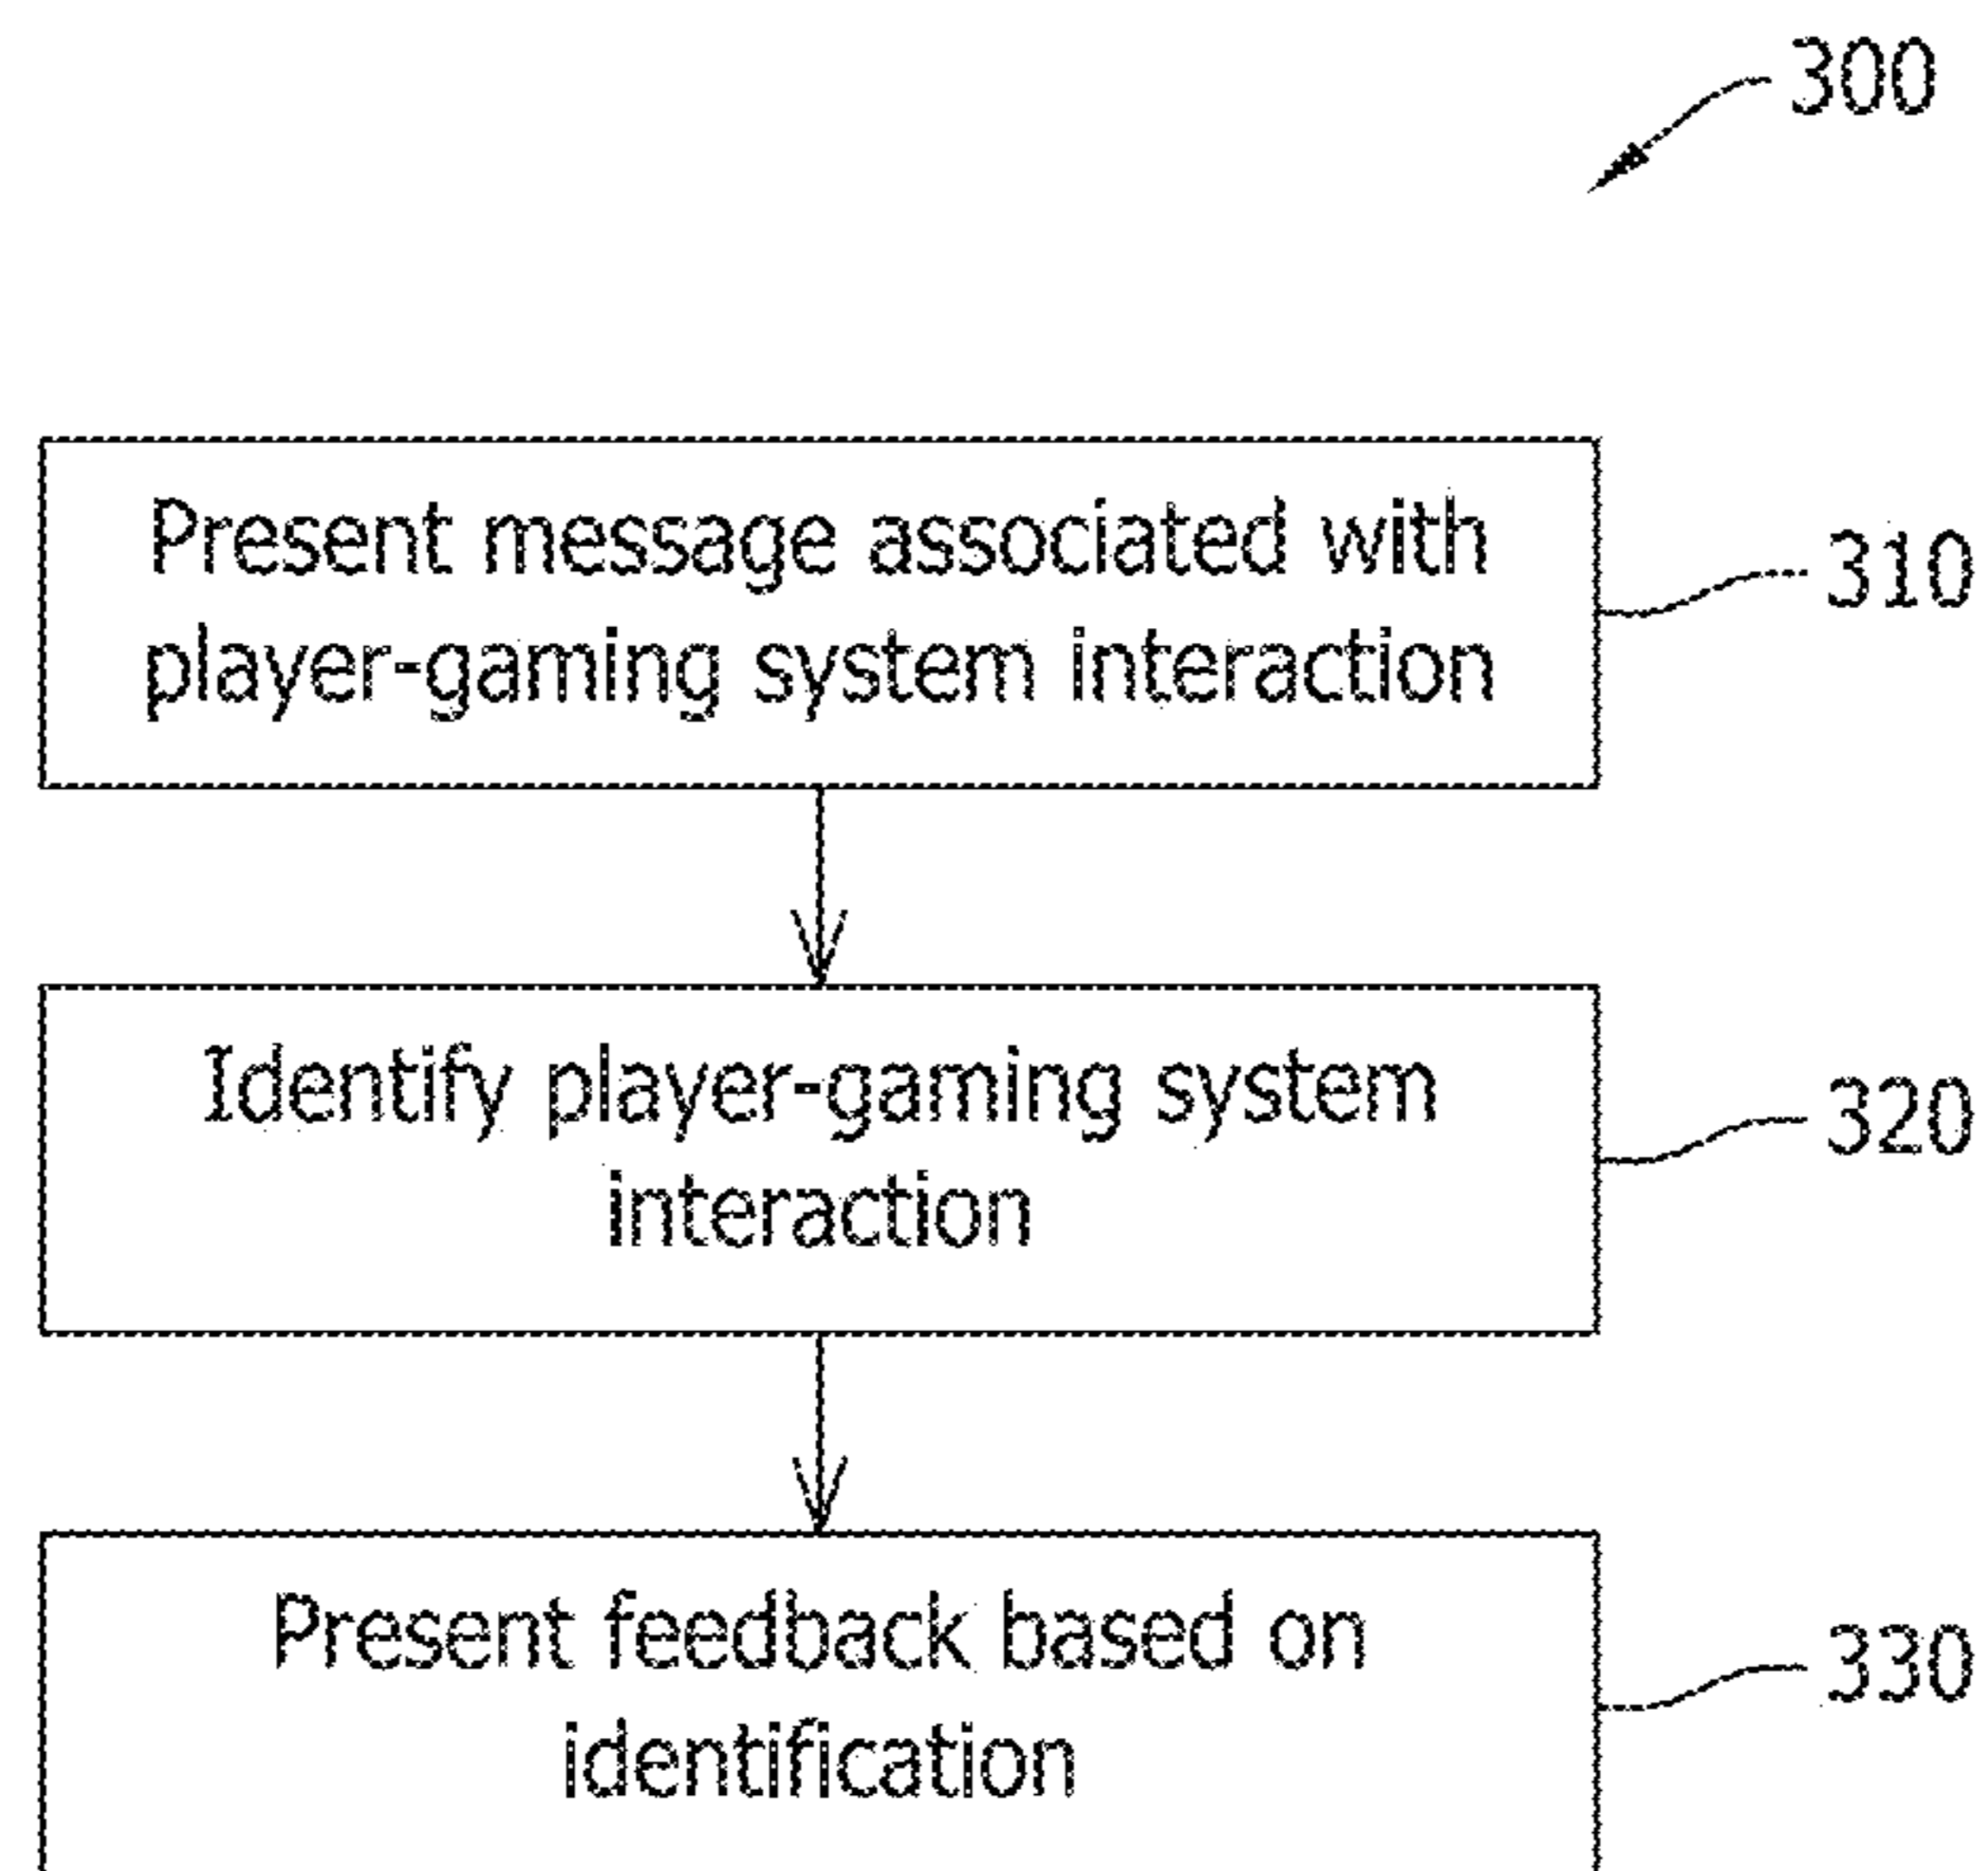 300
Present message associated with
player-gaming system interaction
310
Identify player-gaming system
interaction
320
Present feedback based on
identification
330